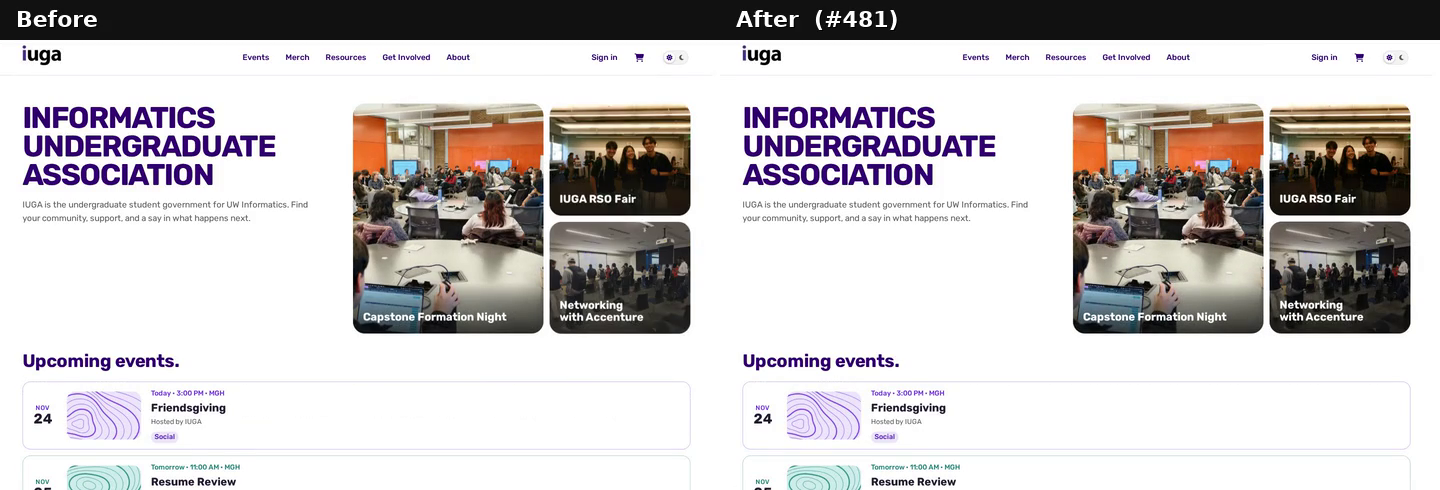 Before
iuga
Events Merch Resources Get Involved About
Sign in
INFORMATICS
UNDERGRADUATE
ASSOCIATION
IUGA is the undergraduate student government for UW Informatics. Find
your community, support, and a say in what happens next.
Capstone Formation Night
IUGA RSO Fair
Networking
with Accenture
Upcoming events.
NOV
24
Today • 3:00 PM • MGH
Friendsgiving
Hosted by IUGA
Social
NOV
Tomorrow • 11:00 AM • MGH
Resume Review
After (#481)
iuga
Events Merch Resources Get Involved About
Sign in
INFORMATICS
UNDERGRADUATE
ASSOCIATION
IUGA is the undergraduate student government for UW Informatics. Find
your community, support, and a say in what happens next.
Capstone Formation Night
IUGA RSO Fair
Networking
with Accenture
Upcoming events.
NOV
24
Today • 3:00 PM • MGH
Friendsgiving
Hosted by IUGA
Social
NOV
Tomorrow • 11:00 AM • MGH
Resume Review